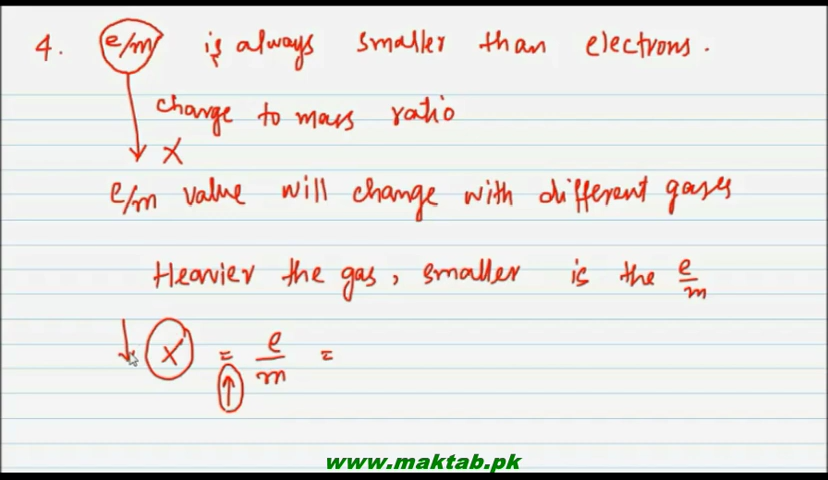 4. e/m is always smaller than electrons.
charge to mass ratio
X
e/m value will change with different gases
Heavier the gas, smaller is the e/m
↓ X = e/m =
↑
www.maktab.pk